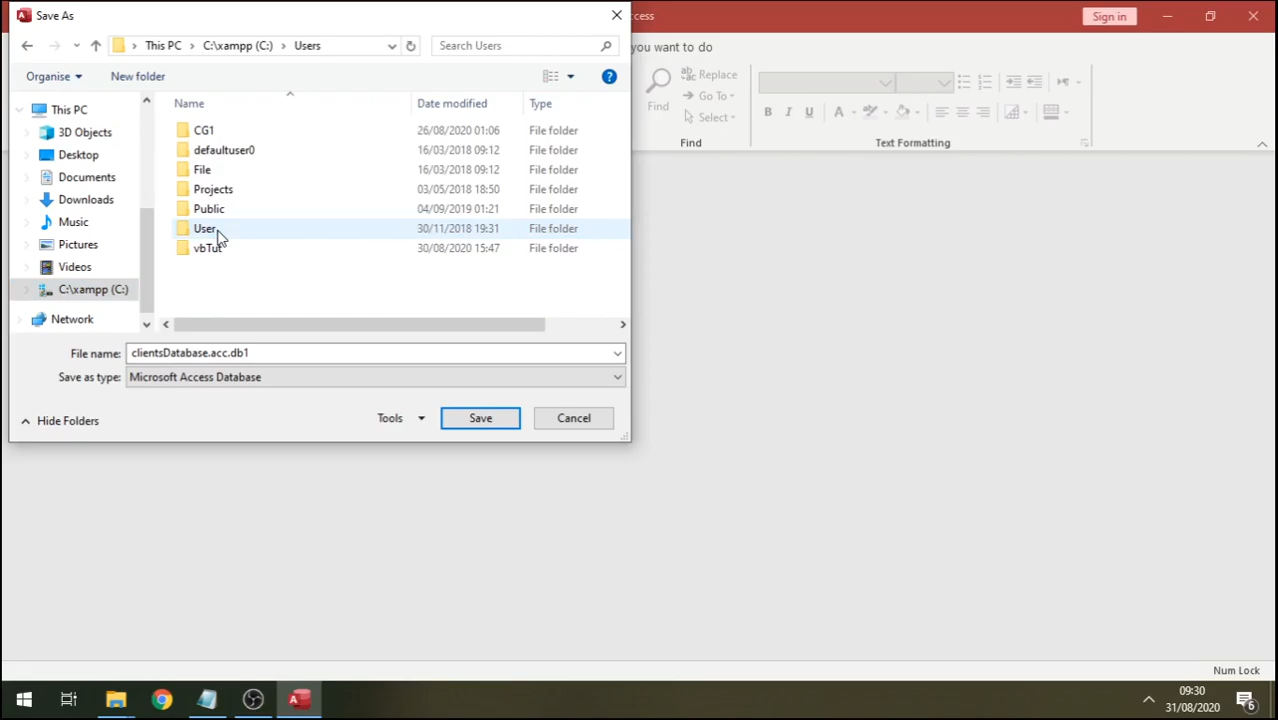 Save As
cess
Sign in
This PC > C:\xampp (C:) > Users
Search Users
you want to do
Organise
New folder
Find
Replace
Go To
Select
Find
Text Formatting
B I U
A
This PC
3D Objects
Desktop
Documents
Downloads
Music
Pictures
Videos
C:\xampp (C:)
Network
Name Date modified Type
CG1 26/08/2020 01:06 File folder
defaultuser0 16/03/2018 09:12 File folder
File 16/03/2018 09:12 File folder
Projects 03/05/2018 18:50 File folder
Public 04/09/2019 01:21 File folder
User 30/11/2018 19:31 File folder
vbTut 30/08/2020 15:47 File folder
File name: clientsDatabase.acc.db1
Save as type: Microsoft Access Database
Hide Folders
Tools
Save
Cancel
Num Lock
09:30
31/08/2020
6